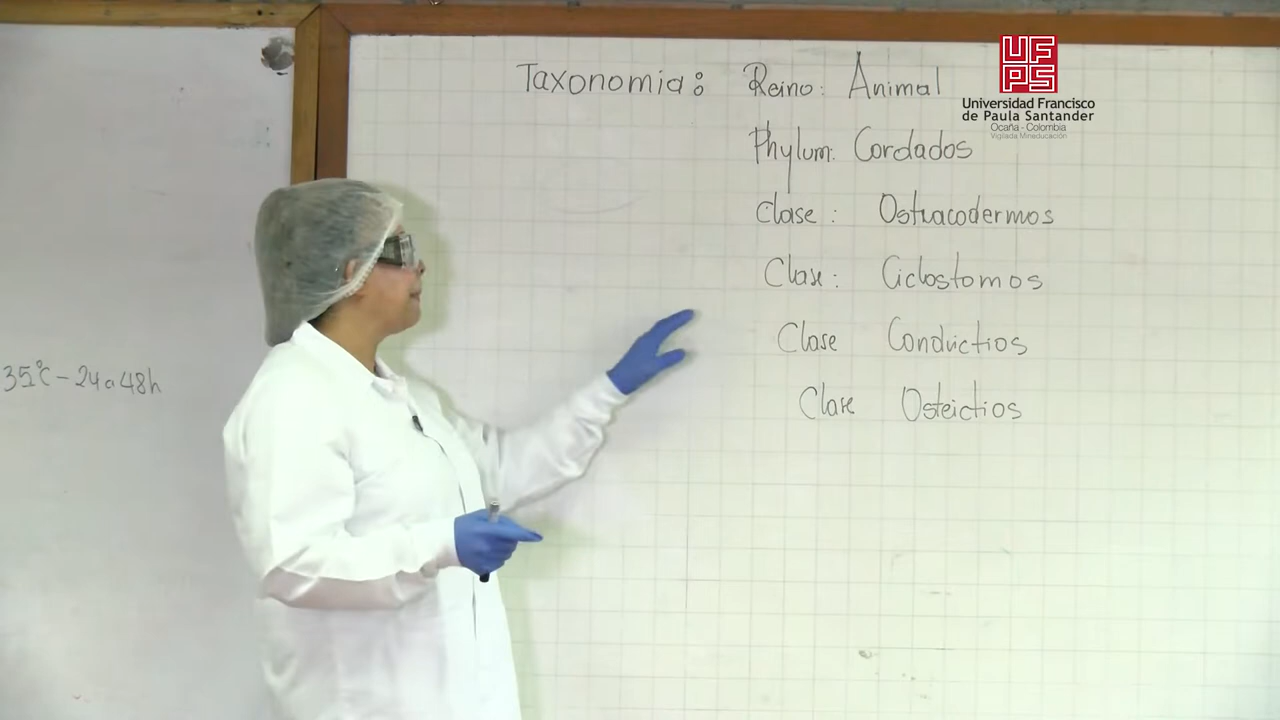 Taxonomia: Reino: Animal
Phylum: Cordados
Clase: Ostracodermos
Clase: Ciclostomos
Clase Conductios
Clase Osteictios
35°C - 24 a 48h
UFPS
Universidad Francisco
de Paula Santander
Ocaña - Colombia
Vigilada Mineducación